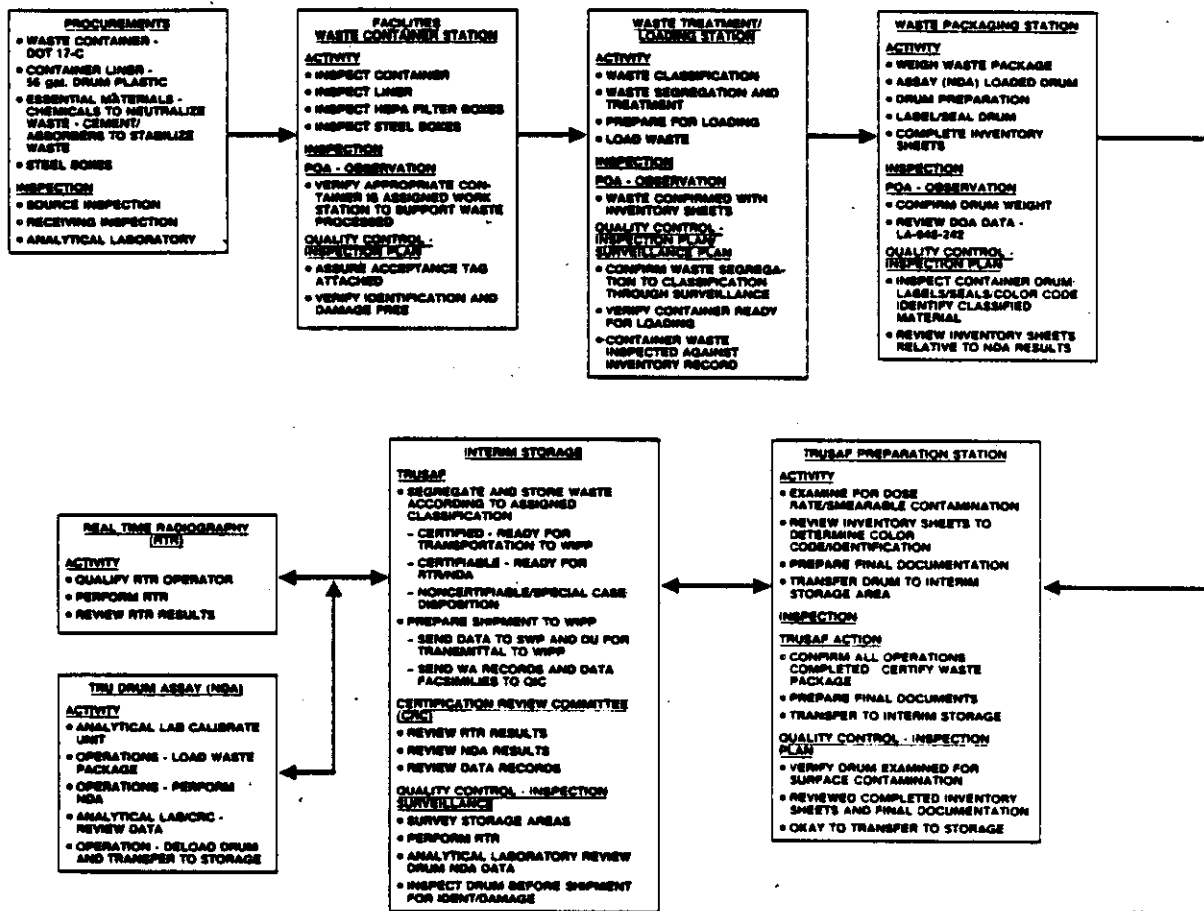 PROCUREMENTS
• WASTE CONTAINER -
DOT 17-C
• CONTAINER LINER -
56 gal. DRUM PLASTIC
• ESSENTIAL MATERIALS -
CHEMICALS TO NEUTRALIZE
WASTE - CEMENT/
ABSORBERS TO STABILIZE
WASTE
• STEEL BOXES
INSPECTION
• SOURCE INSPECTION
• RECEIVING INSPECTION
• ANALYTICAL LABORATORY
FACILITIES
WASTE CONTAINER STATION
ACTIVITY
• INSPECT CONTAINER
• INSPECT LINER
• INSPECT HEPA FILTER BOXES
• INSPECT STEEL BOXES
INSPECTION
POA - OBSERVATION
• VERIFY APPROPRIATE CON-
TAINER IS ASSIGNED WORK
STATION TO SUPPORT WASTE
PROCESSED
QUALITY CONTROL -
INSPECTION PLAN
• ASSURE ACCEPTANCE TAG
ATTACHED
• VERIFY IDENTIFICATION AND
DAMAGE FREE
WASTE TREATMENT/
LOADING STATION
ACTIVITY
• WASTE CLASSIFICATION
• WASTE SEGREGATION AND
TREATMENT
• PREPARE FOR LOADING
• LOAD WASTE
INSPECTION
POA - OBSERVATION
• WASTE CONFIRMED WITH
INVENTORY SHEETS
QUALITY CONTROL -
INSPECTION PLAN/
SURVEILLANCE PLAN
• CONFIRM WASTE SEGREGA-
TION TO CLASSIFICATION
THROUGH SURVEILLANCE
• VERIFY CONTAINER READY
FOR LOADING
• CONTAINER WASTE
INSPECTED AGAINST
INVENTORY RECORD
WASTE PACKAGING STATION
ACTIVITY
• WEIGH WASTE PACKAGE
• ASSAY (NDA) LOADED DRUM
• DRUM PREPARATION
• LABEL/SEAL DRUM
• COMPLETE INVENTORY
SHEETS
INSPECTION
POA - OBSERVATION
• CONFIRM DRUM WEIGHT
• REVIEW DATA -
QUALITY CONTROL -
INSPECTION PLAN
• INSPECT CONTAINER DRUM-
LABELS/SEALS/COLOR CODE
IDENTIFY CLASSIFIED
MATERIAL
• REVIEW INVENTORY SHEETS
RELATIVE TO NDA RESULTS
REAL TIME RADIOGRAPHY
(RTR)
ACTIVITY
• QUALIFY RTR OPERATOR
• PERFORM RTR
• REVIEW RTR RESULTS
TRU DRUM ASSAY (NDA)
ACTIVITY
• ANALYTICAL LAB CALIBRATE
UNIT
• OPERATIONS - LOAD WASTE
PACKAGE
• OPERATIONS - PERFORM
NDA
• ANALYTICAL LAB/CRC -
REVIEW DATA
• OPERATION - DELOAD DRUM
AND TRANSFER TO STORAGE
INTERIM STORAGE
TRUSAF
• SEGREGATE AND STORE WASTE
ACCORDING TO ASSIGNED
CLASSIFICATION
- CERTIFIED - READY FOR
TRANSPORTATION TO WIPP
- CERTIFIABLE - READY FOR
RTR/NDA
- NONCERTIFIABLE/SPECIAL CASE
DISPOSITION
• PREPARE SHIPMENT TO WIPP
- SEND DATA TO SWP AND DU FOR
TRANSMITTAL TO WIPP
- SEND WA RECORDS AND DATA
FACSIMILIES TO QIC
CERTIFICATION REVIEW COMMITTEE
(CRC)
• REVIEW RTR RESULTS
• REVIEW NDA RESULTS
• REVIEW DATA RECORDS
QUALITY CONTROL - INSPECTION
SURVEILLANCE
• SURVEY STORAGE AREAS
• PERFORM RTR
• ANALYTICAL LABORATORY REVIEW
DRUM NDA DATA
• INSPECT DRUM BEFORE SHIPMENT
FOR IDENT/DAMAGE
TRUSAF PREPARATION STATION
ACTIVITY
• EXAMINE FOR DOSE
RATE/SMEARABLE CONTAMINATION
• REVIEW INVENTORY SHEETS TO
DETERMINE COLOR
CODE/IDENTIFICATION
• PREPARE FINAL DOCUMENTATION
• TRANSFER DRUM TO INTERIM
STORAGE AREA
INSPECTION
TRUSAF ACTION
• CONFIRM ALL OPERATIONS
COMPLETED CERTIFY WASTE
PACKAGE
• PREPARE FINAL DOCUMENTS
• TRANSFER TO INTERIM STORAGE
QUALITY CONTROL - INSPECTION
PLAN
• VERIFY DRUM EXAMINED FOR
SURFACE CONTAMINATION
• REVIEWED COMPLETED INVENTORY
SHEETS AND FINAL DOCUMENTATION
• OKAY TO TRANSFER TO STORAGE